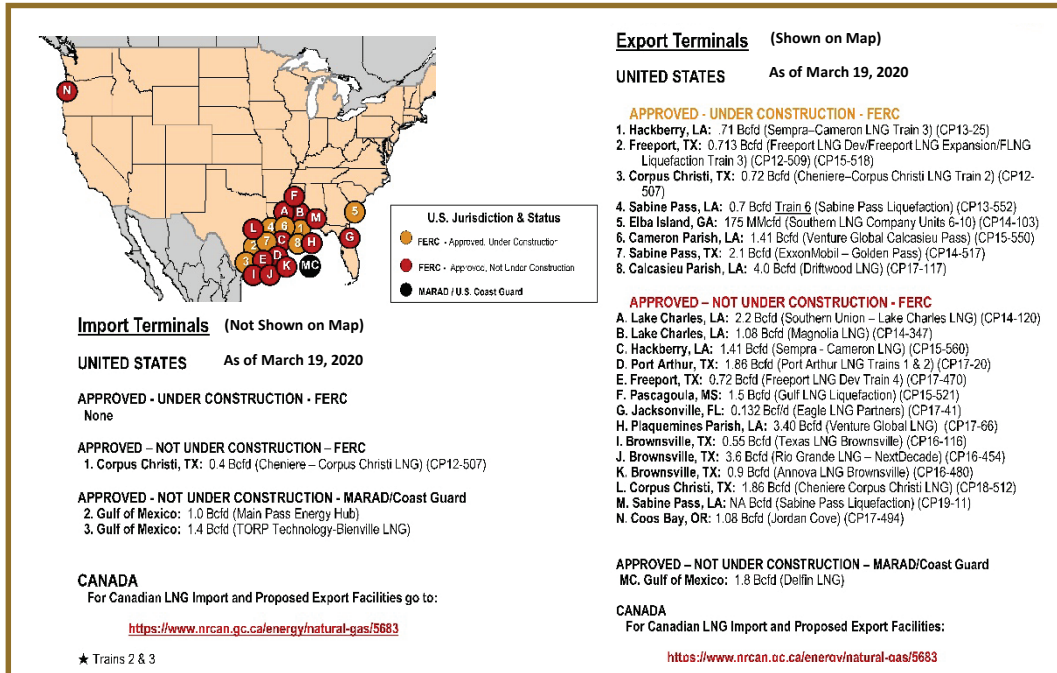 N
F
A
B
M
L
4
6
1
5
2
7
C
8
H
G
3
E
D
K
MC
I
J
U.S. Jurisdiction & Status
FERC - Approved, Under Construction
FERC - Approved, Not Under Construction
MARAD / U.S. Coast Guard
Import Terminals (Not Shown on Map)
UNITED STATES As of March 19, 2020
APPROVED - UNDER CONSTRUCTION - FERC
None
APPROVED – NOT UNDER CONSTRUCTION – FERC
1. Corpus Christi, TX: 0.4 Bcfd (Cheniere – Corpus Christi LNG) (CP12-507)
APPROVED - NOT UNDER CONSTRUCTION - MARAD/Coast Guard
2. Gulf of Mexico: 1.0 Bcfd (Main Pass Energy Hub)
3. Gulf of Mexico: 1.4 Bcfd (TORP Technology-Bienville LNG)
CANADA
For Canadian LNG Import and Proposed Export Facilities go to:
https://www.nrcan.gc.ca/energy/natural-gas/5683
★ Trains 2 & 3
Export Terminals (Shown on Map)
UNITED STATES As of March 19, 2020
APPROVED - UNDER CONSTRUCTION - FERC
1. Hackberry, LA: .71 Bcfd (Sempra–Cameron LNG Train 3) (CP13-25)
2. Freeport, TX: 0.713 Bcfd (Freeport LNG Dev/Freeport LNG Expansion/FLNG
Liquefaction Train 3) (CP12-509) (CP15-518)
3. Corpus Christi, TX: 0.72 Bcfd (Cheniere–Corpus Christi LNG Train 2) (CP12-
507)
4. Sabine Pass, LA: 0.7 Bcfd Train 6 (Sabine Pass Liquefaction) (CP13-552)
5. Elba Island, GA: 175 MMcfd (Southern LNG Company Units 6-10) (CP14-103)
6. Cameron Parish, LA: 1.41 Bcfd (Venture Global Calcasieu Pass) (CP15-550)
7. Sabine Pass, TX: 2.1 Bcfd (ExxonMobil – Golden Pass) (CP14-517)
8. Calcasieu Parish, LA: 4.0 Bcfd (Driftwood LNG) (CP17-117)
APPROVED – NOT UNDER CONSTRUCTION - FERC
A. Lake Charles, LA: 2.2 Bcfd (Southern Union – Lake Charles LNG) (CP14-120)
B. Lake Charles, LA: 1.08 Bcfd (Magnolia LNG) (CP14-347)
C. Hackberry, LA: 1.41 Bcfd (Sempra - Cameron LNG) (CP15-560)
D. Port Arthur, TX: 1.86 Bcfd (Port Arthur LNG Trains 1 & 2) (CP17-20)
E. Freeport, TX: 0.72 Bcfd (Freeport LNG Dev Train 4) (CP17-470)
F. Pascagoula, MS: 1.5 Bcfd (Gulf LNG Liquefaction) (CP15-521)
G. Jacksonville, FL: 0.132 Bcf/d (Eagle LNG Partners) (CP17-41)
H. Plaquemines Parish, LA: 3.40 Bcfd (Venture Global LNG) (CP17-66)
I. Brownsville, TX: 0.55 Bcfd (Texas LNG Brownsville) (CP16-116)
J. Brownsville, TX: 3.6 Bcfd (Rio Grande LNG – NextDecade) (CP16-454)
K. Brownsville, TX: 0.9 Bcfd (Annova LNG Brownsville) (CP16-480)
L. Corpus Christi, TX: 1.86 Bcfd (Cheniere Corpus Christi LNG) (CP18-512)
M. Sabine Pass, LA: NA Bcfd (Sabine Pass Liquefaction) (CP19-11)
N. Coos Bay, OR: 1.08 Bcfd (Jordan Cove) (CP17-494)
APPROVED – NOT UNDER CONSTRUCTION – MARAD/Coast Guard
MC. Gulf of Mexico: 1.8 Bcfd (Delfin LNG)
CANADA
For Canadian LNG Import and Proposed Export Facilities:
https://www.nrcan.gc.ca/energy/natural-gas/5683